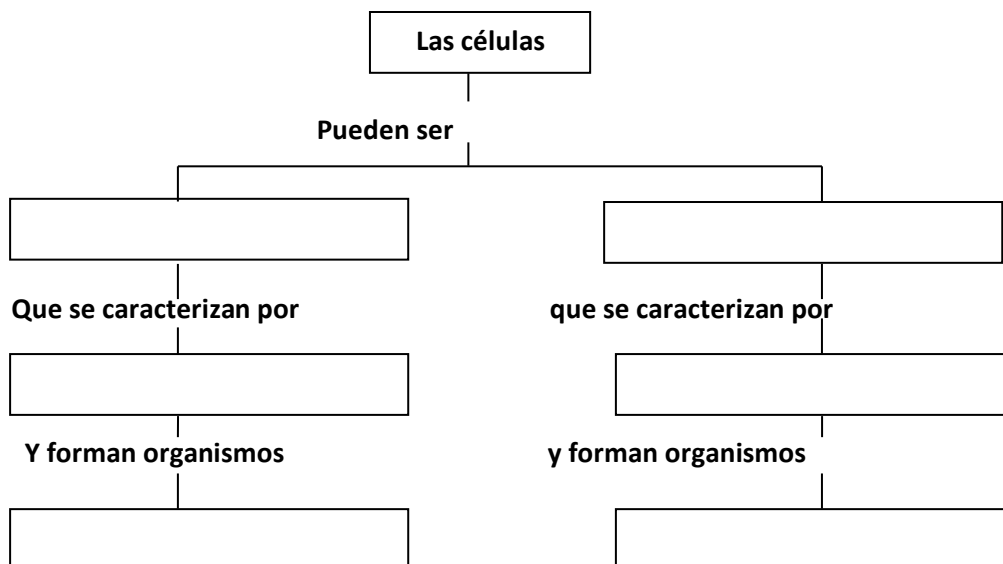 Las células
Pueden ser
Que se caracterizan por
que se caracterizan por
Y forman organismos
y forman organismos